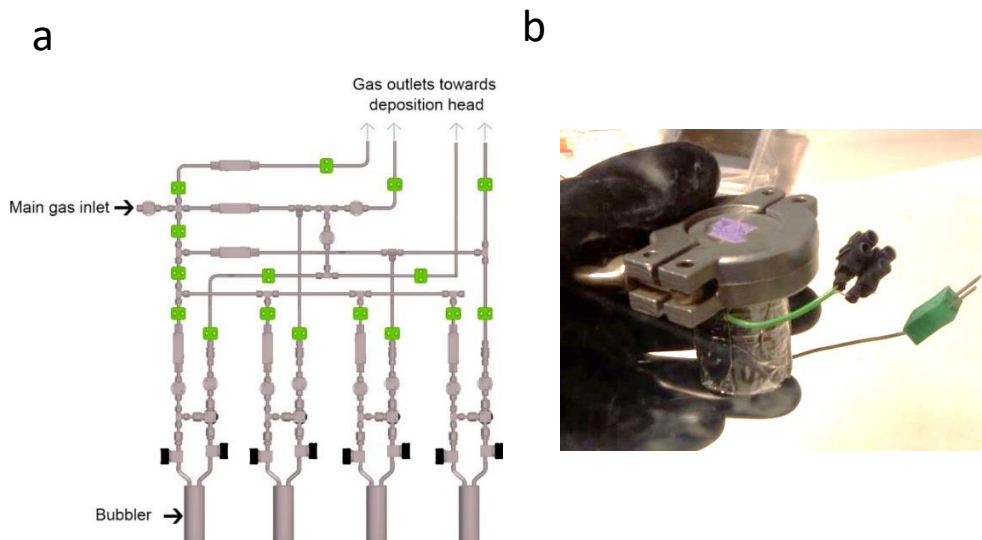 a
b
Gas outlets towards
deposition head
Main gas inlet
Bubbler